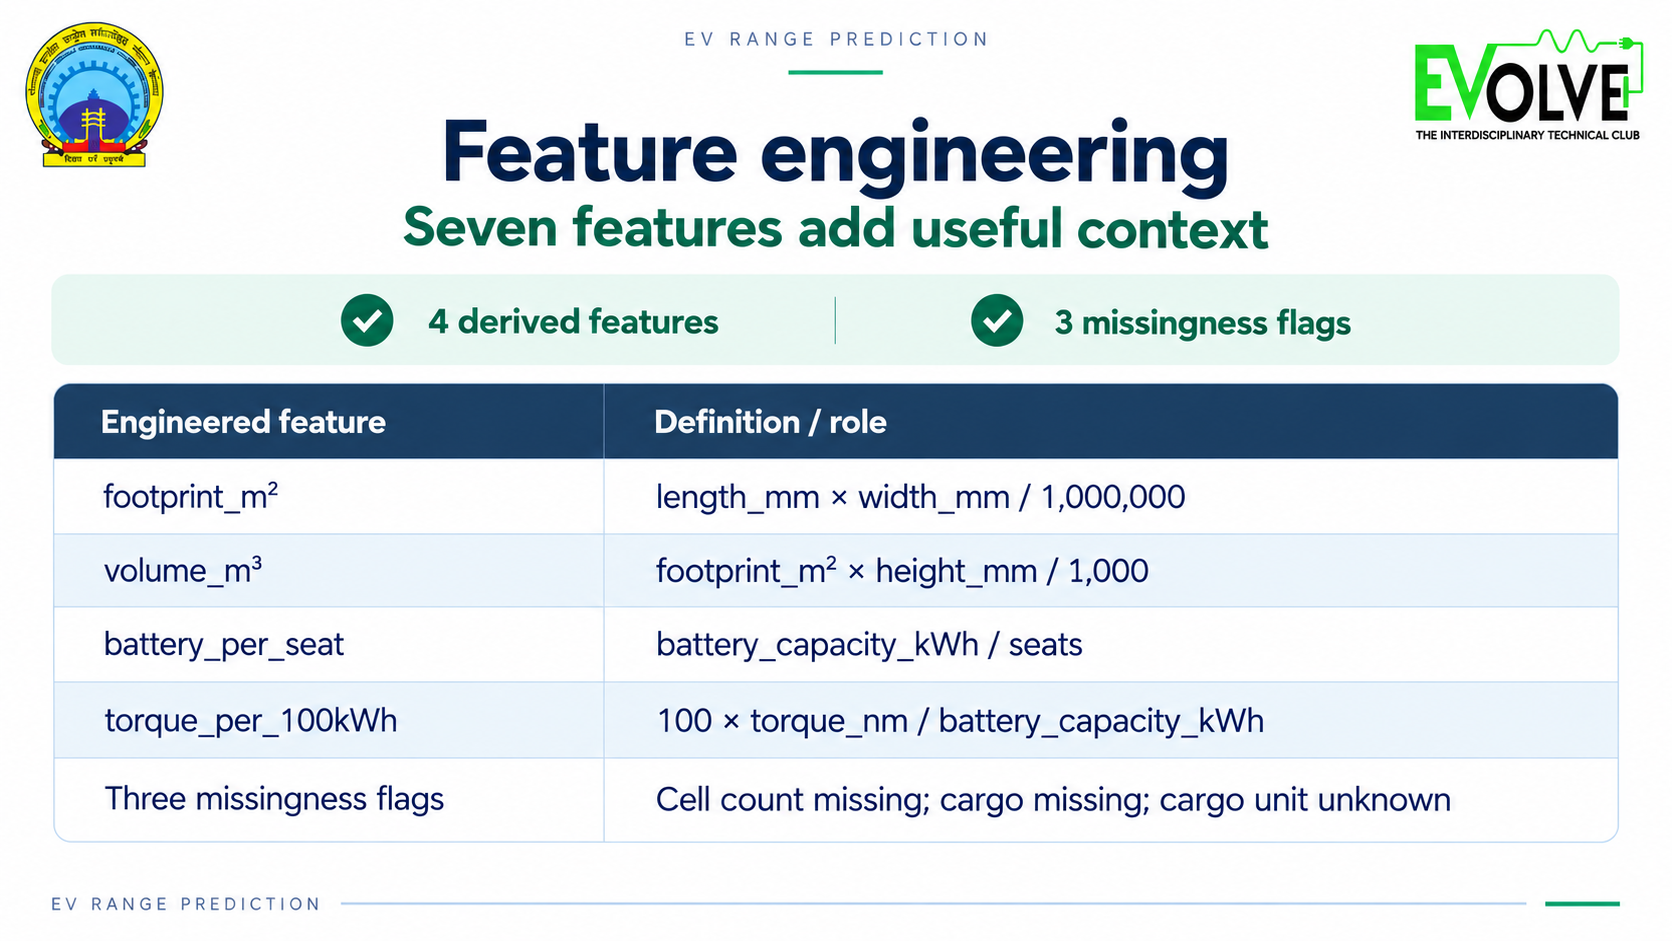 EV RANGE PREDICTION
EVOLVE
THE INTERDISCIPLINARY TECHNICAL CLUB
Feature engineering
Seven features add useful context
4 derived features
3 missingness flags
Engineered feature
Definition / role
footprint_m²
length_mm × width_mm / 1,000,000
volume_m³
footprint_m² × height_mm / 1,000
battery_per_seat
battery_capacity_kWh / seats
torque_per_100kWh
100 × torque_nm / battery_capacity_kWh
Three missingness flags
Cell count missing; cargo missing; cargo unit unknown
EV RANGE PREDICTION